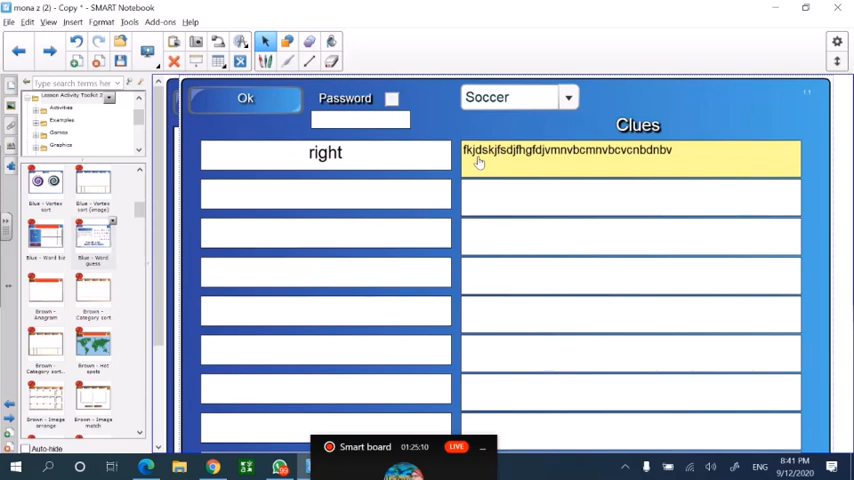 mona z (2) - Copy * - SMART Notebook
File Edit View Insert Format Tools Add-ons Help
Type search terms her
Lesson Activity Toolkit 2
Activities
Examples
Games
Graphics
Blue - Vortex sort
Blue - Vortex sort (image)
Blue - Word
Blue - Word guess
Brown - Anagram
Brown - Category sort
Brown - Category sort...
Brown - Hot spots
Brown - Image arrange
Brown - Image match
Auto-hide
Ok
Password
Soccer
1.1
Clues
right
fkjdskjfsdjfhgfdjvmnvbcmnvbcvcnbdnbv
Smart board
01:25:10
LIVE
ENG
8:41 PM
9/12/2020